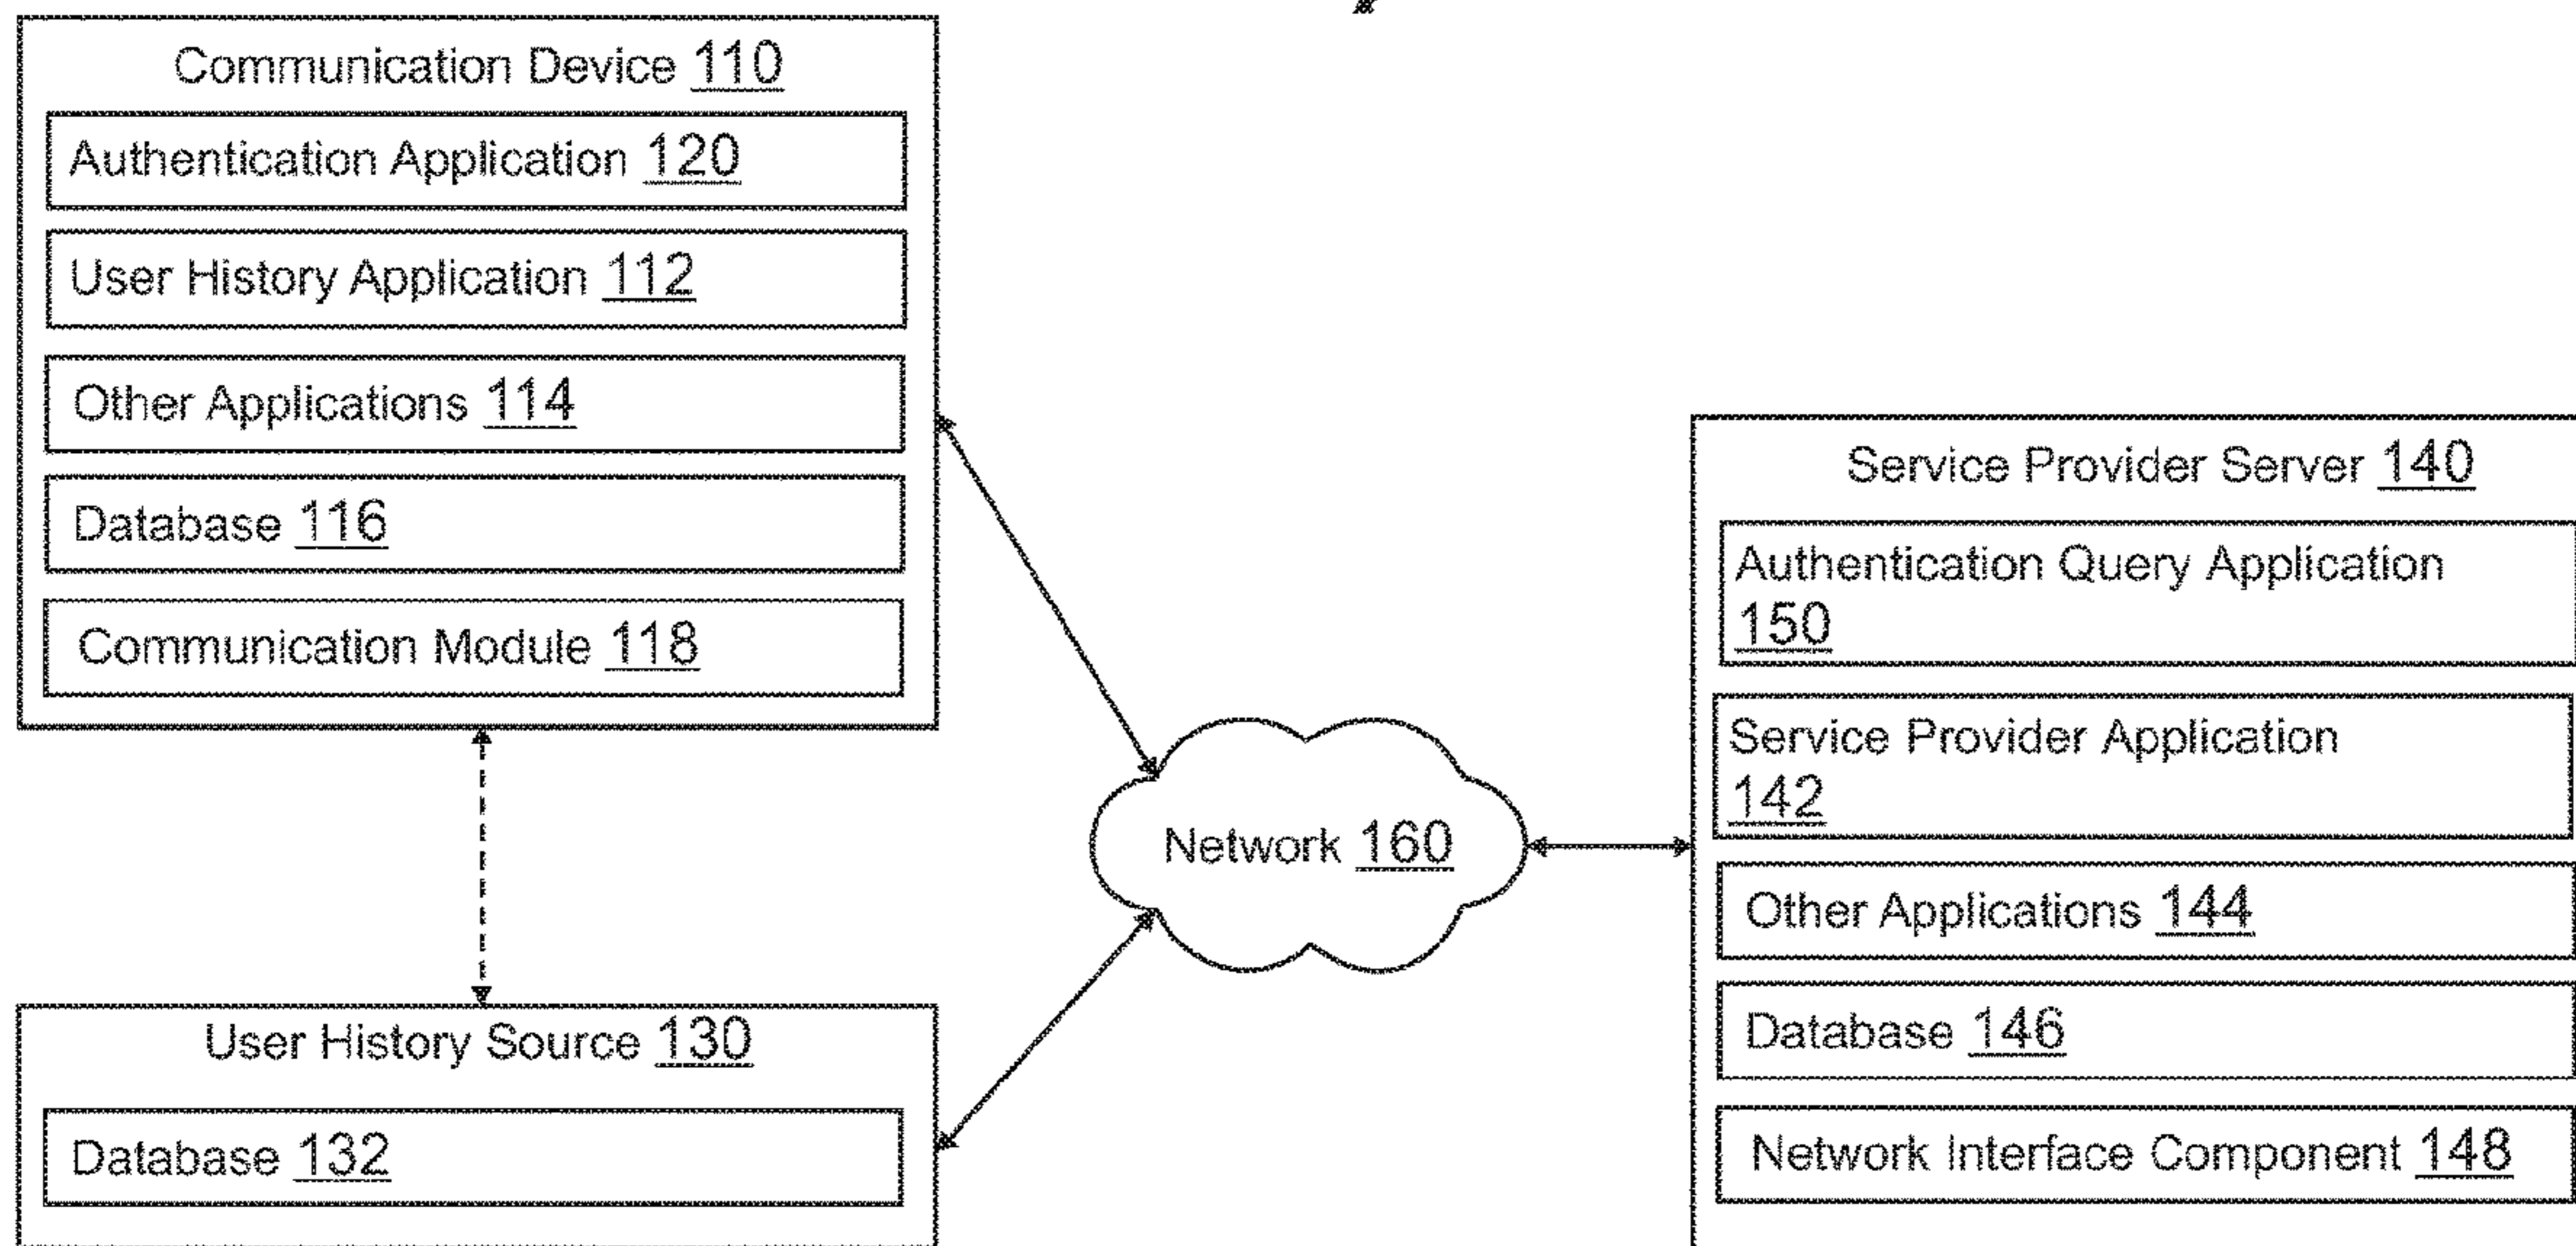 Communication Device 110
Authentication Application 120
User History Application 112
Other Applications 114
Database 116
Communication Module 118
User History Source 130
Database 132
Network 160
Service Provider Server 140
Authentication Query Application
150
Service Provider Application
142
Other Applications 144
Database 146
Network Interface Component 148